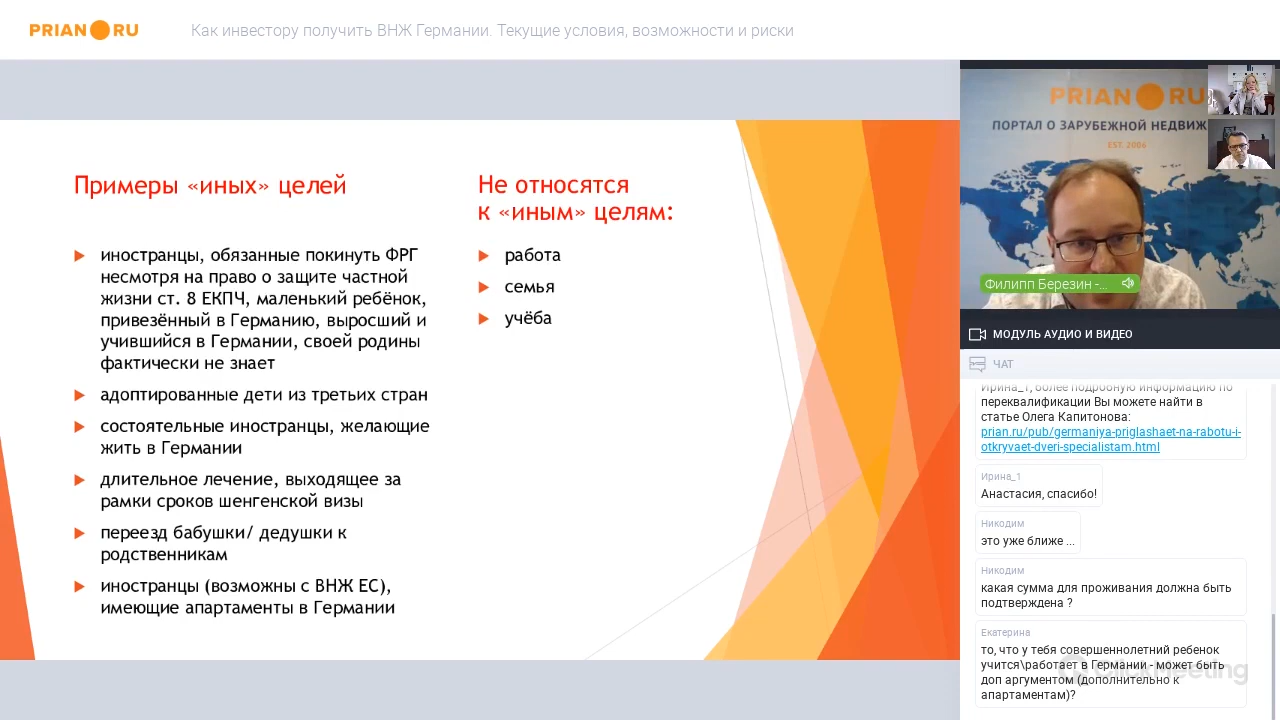 PRIAN RU
Как инвестору получить ВНЖ Германии. Текущие условия, возможности и риски
Примеры «иных» целей
иностранцы, обязанные покинуть ФРГ
несмотря на право о защите частной
жизни ст. 8 ЕКПЧ, маленький ребёнок,
привезённый в Германию, выросший и
учившийся в Германии, своей родины
фактически не знает
адоптированные дети из третьих стран
состоятельные иностранцы, желающие
жить в Германии
длительное лечение, выходящее за
рамки сроков шенгенской визы
переезд бабушки/ дедушки к
родственникам
иностранцы (возможны с ВНЖ ЕС),
имеющие апартаменты в Германии
Не относятся
к «иным» целям:
работа
семья
учёба
PRIAN RU
ПОРТАЛ О ЗАРУБЕЖНОЙ НЕДВИЖ
EST. 2006
Филипп Березин -...
МОДУЛЬ АУДИО И ВИДЕО
ЧАТ
Ирина_1, более подробную информацию по
переквалификации Вы можете найти в
статье Олега Капитонова:
prian.ru/pub/germaniya-priglashaet-na-rabotu-i-
otkryvaet-dveri-specialistam.html
Ирина_1
Анастасия, спасибо!
Никодим
это уже ближе ...
Никодим
какая сумма для проживания должна быть
подтверждена ?
Екатерина
то, что у тебя совершеннолетний ребенок
учится\работает в Германии - может быть
доп аргументом (дополнительно к
апартаментам)?
ClickMeeting